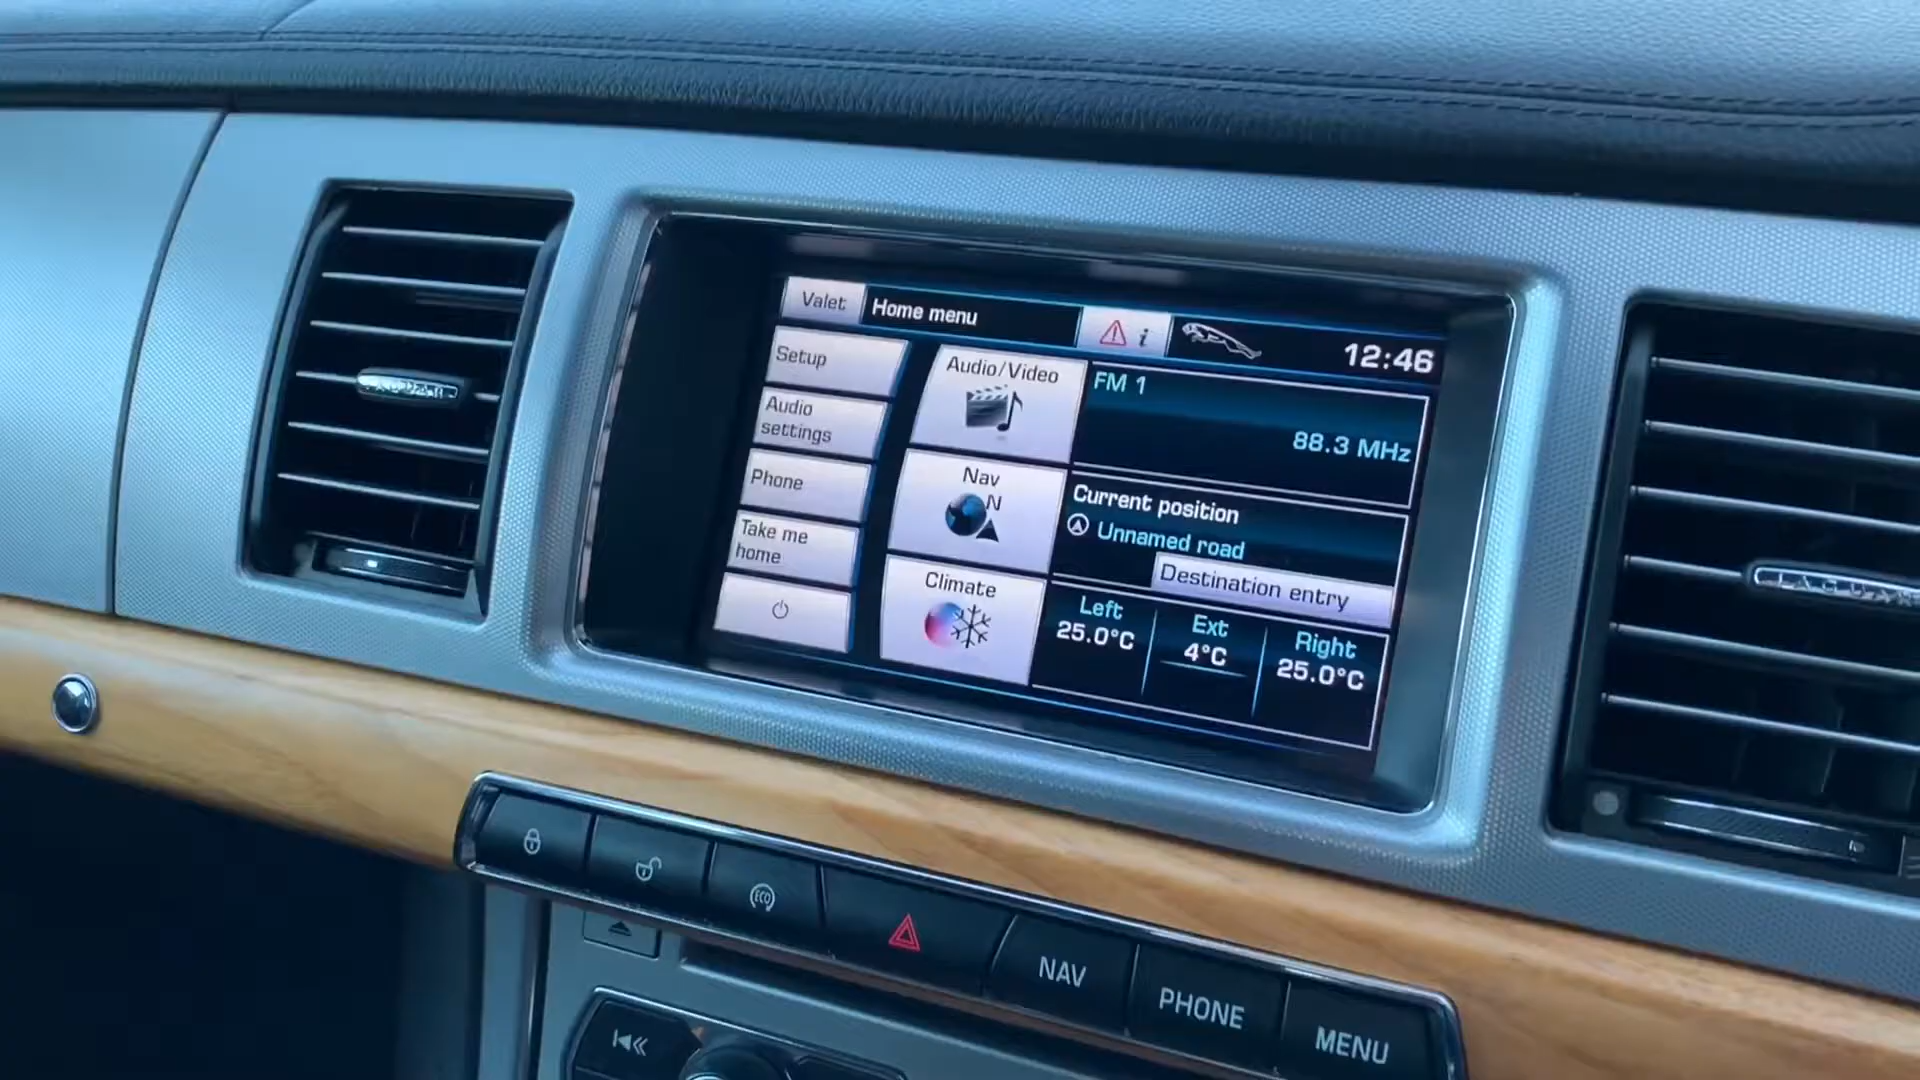 Valet
Home menu
i
12:46
Setup
Audio
settings
Phone
Take me
home
Audio/Video
FM 1
88.3 MHz
Nav
N
Current position
Unnamed road
Destination entry
Climate
Left
25.0°C
Ext
4°C
Right
25.0°C
JAGUAR
ECO
NAV
PHONE
MENU